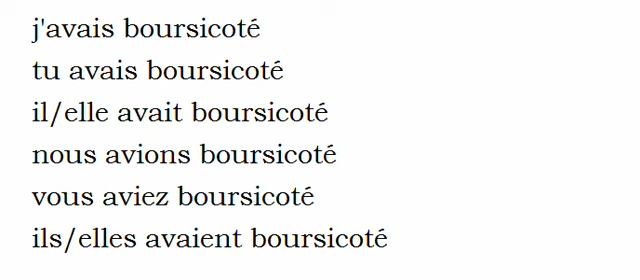 j'avais boursicoté
tu avais boursicoté
il/elle avait boursicoté
nous avions boursicoté
vous aviez boursicoté
ils/elles avaient boursicoté